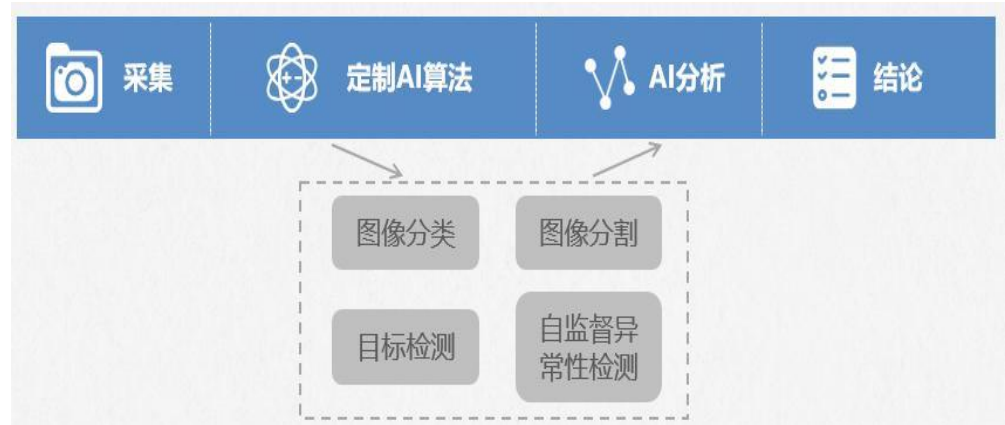 采集
定制AI算法
AI分析
结论
图像分类
图像分割
目标检测
自监督异
常性检测